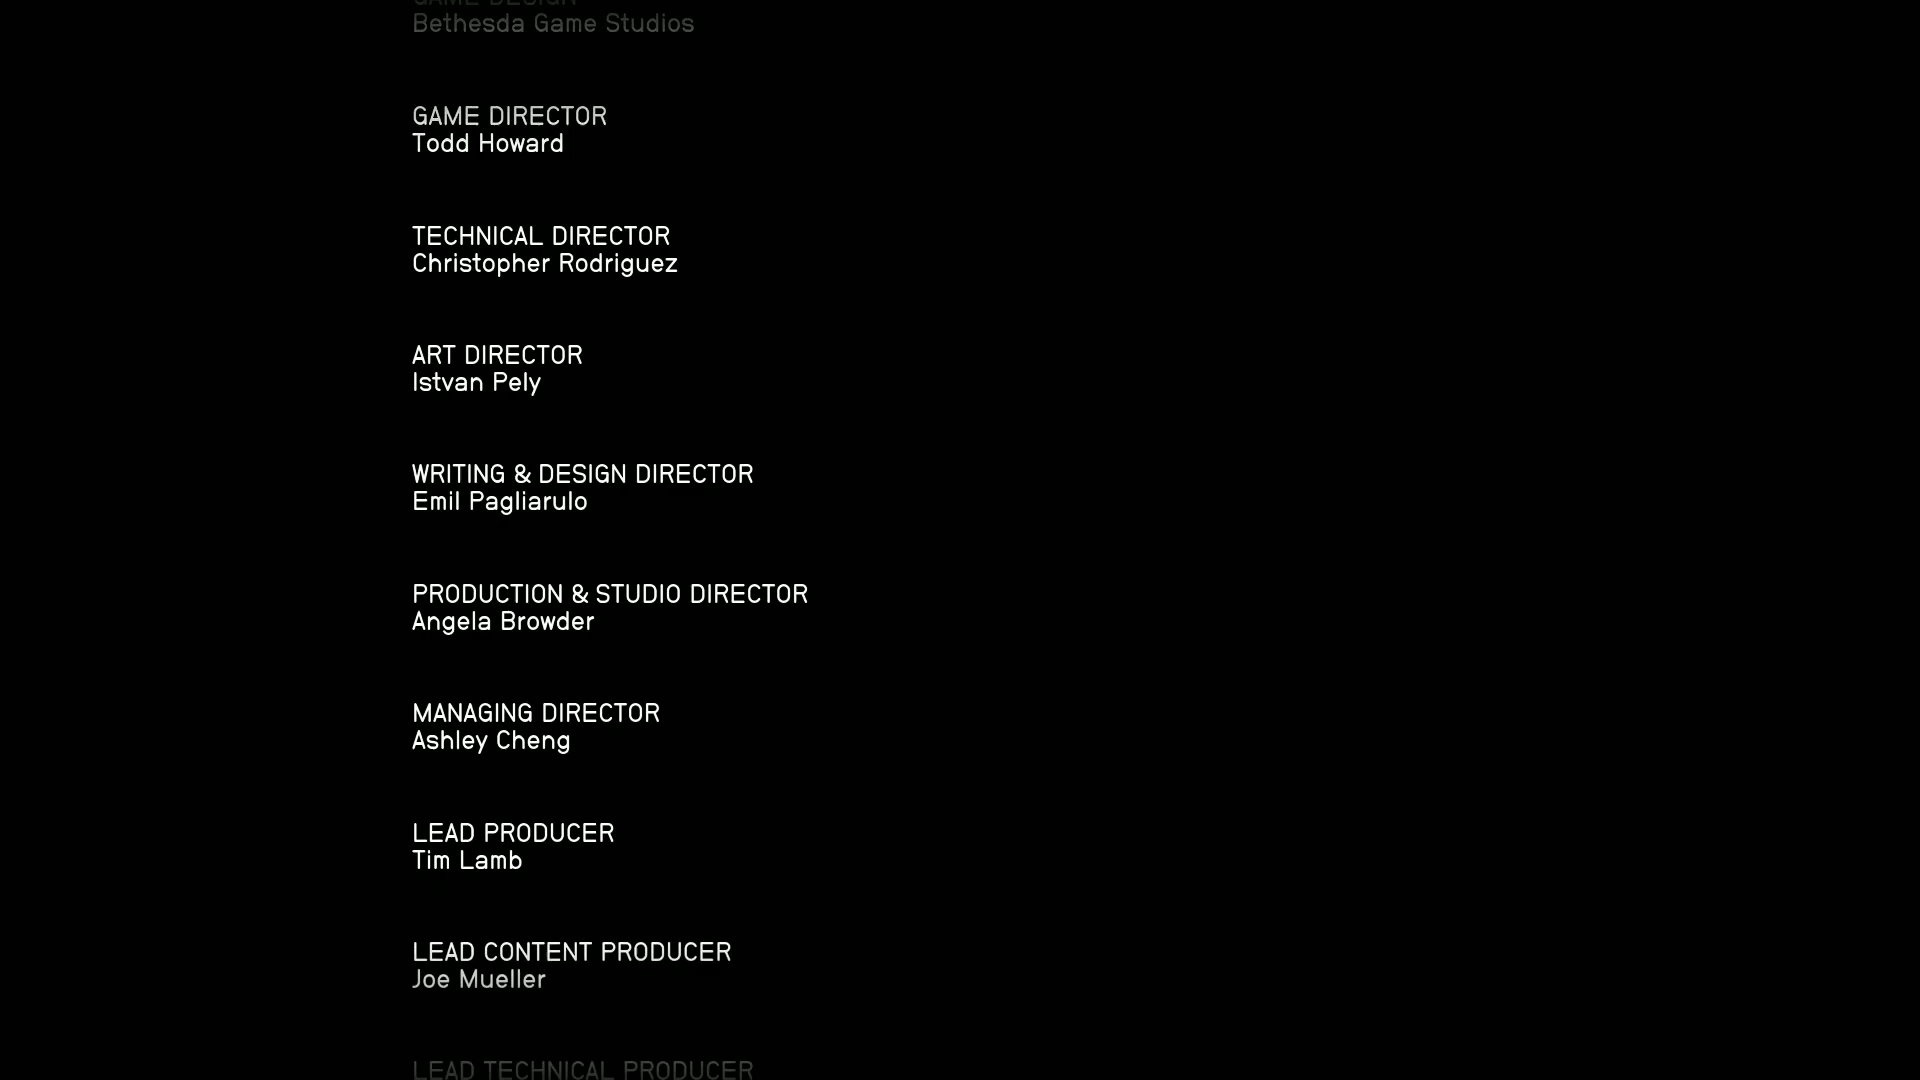 GAME DESIGN
Bethesda Game Studios
GAME DIRECTOR
Todd Howard
TECHNICAL DIRECTOR
Christopher Rodriguez
ART DIRECTOR
Istvan Pely
WRITING & DESIGN DIRECTOR
Emil Pagliarulo
PRODUCTION & STUDIO DIRECTOR
Angela Browder
MANAGING DIRECTOR
Ashley Cheng
LEAD PRODUCER
Tim Lamb
LEAD CONTENT PRODUCER
Joe Mueller
LEAD TECHNICAL PRODUCER